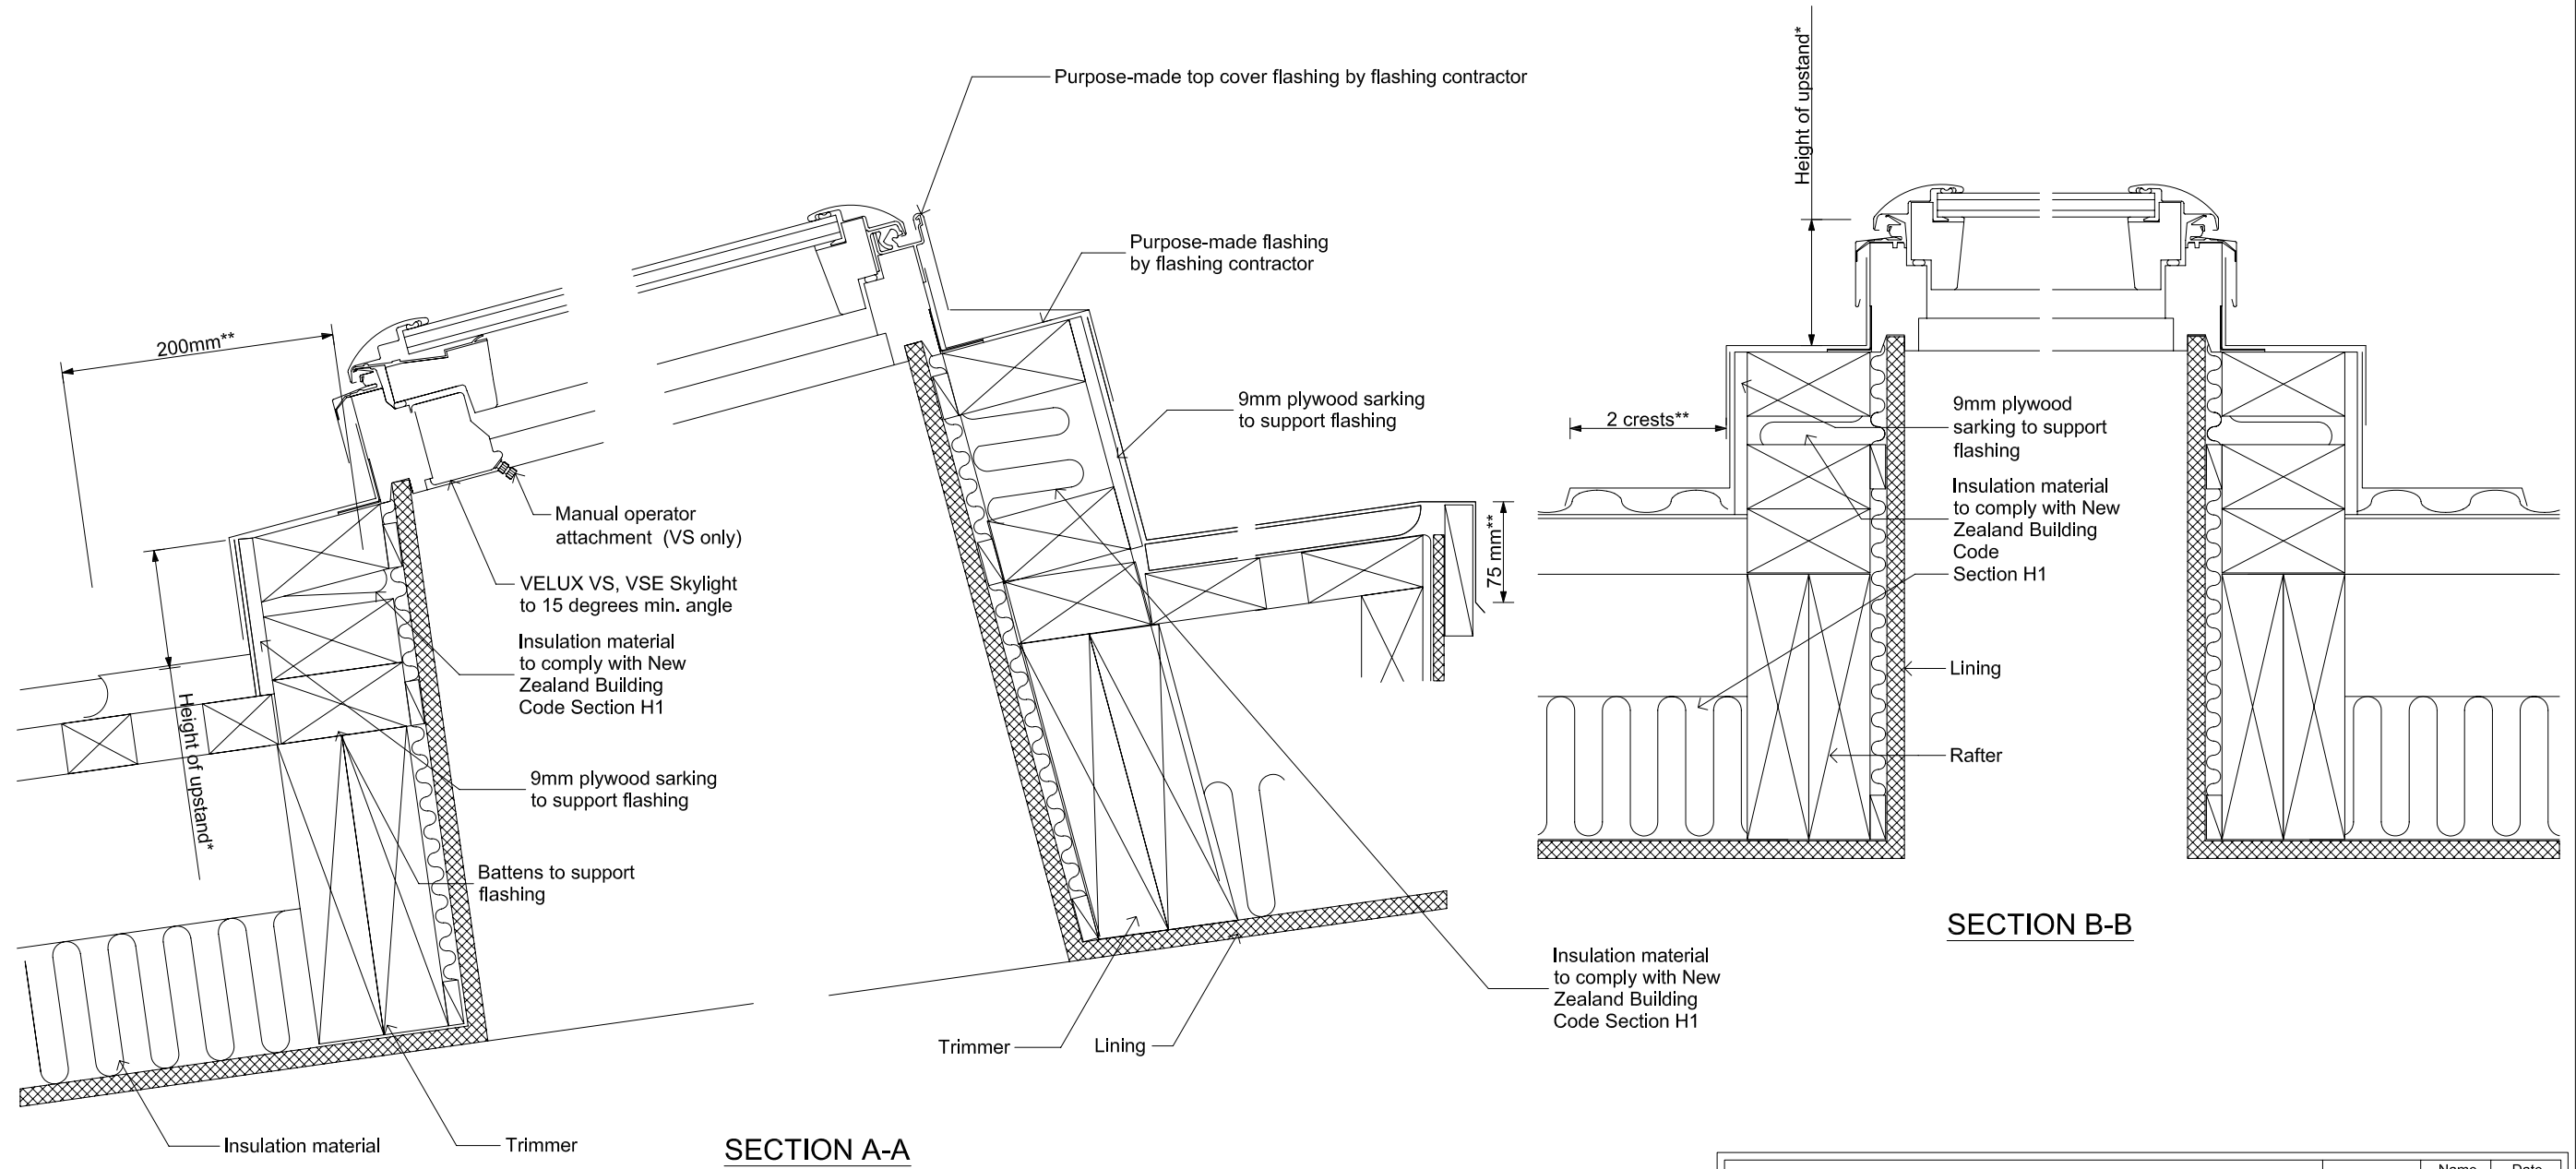 Purpose-made top cover flashing by flashing contractor
Purpose-made flashing
by flashing contractor
200mm**
9mm plywood sarking
to support flashing
Manual operator
attachment (VS only)
VELUX VS, VSE Skylight
to 15 degrees min. angle
Insulation material
to comply with New
Zealand Building
Code Section H1
75 mm**
Height of upstand*
9mm plywood sarking
to support flashing
Battens to support
flashing
Insulation material
to comply with New
Zealand Building
Code Section H1
Trimmer
Lining
Insulation material
Trimmer
SECTION A-A
Height of upstand*
2 crests**
9mm plywood
sarking to support
flashing
Insulation material
to comply with New
Zealand Building
Code
Section H1
Lining
Rafter
SECTION B-B
Name
Date